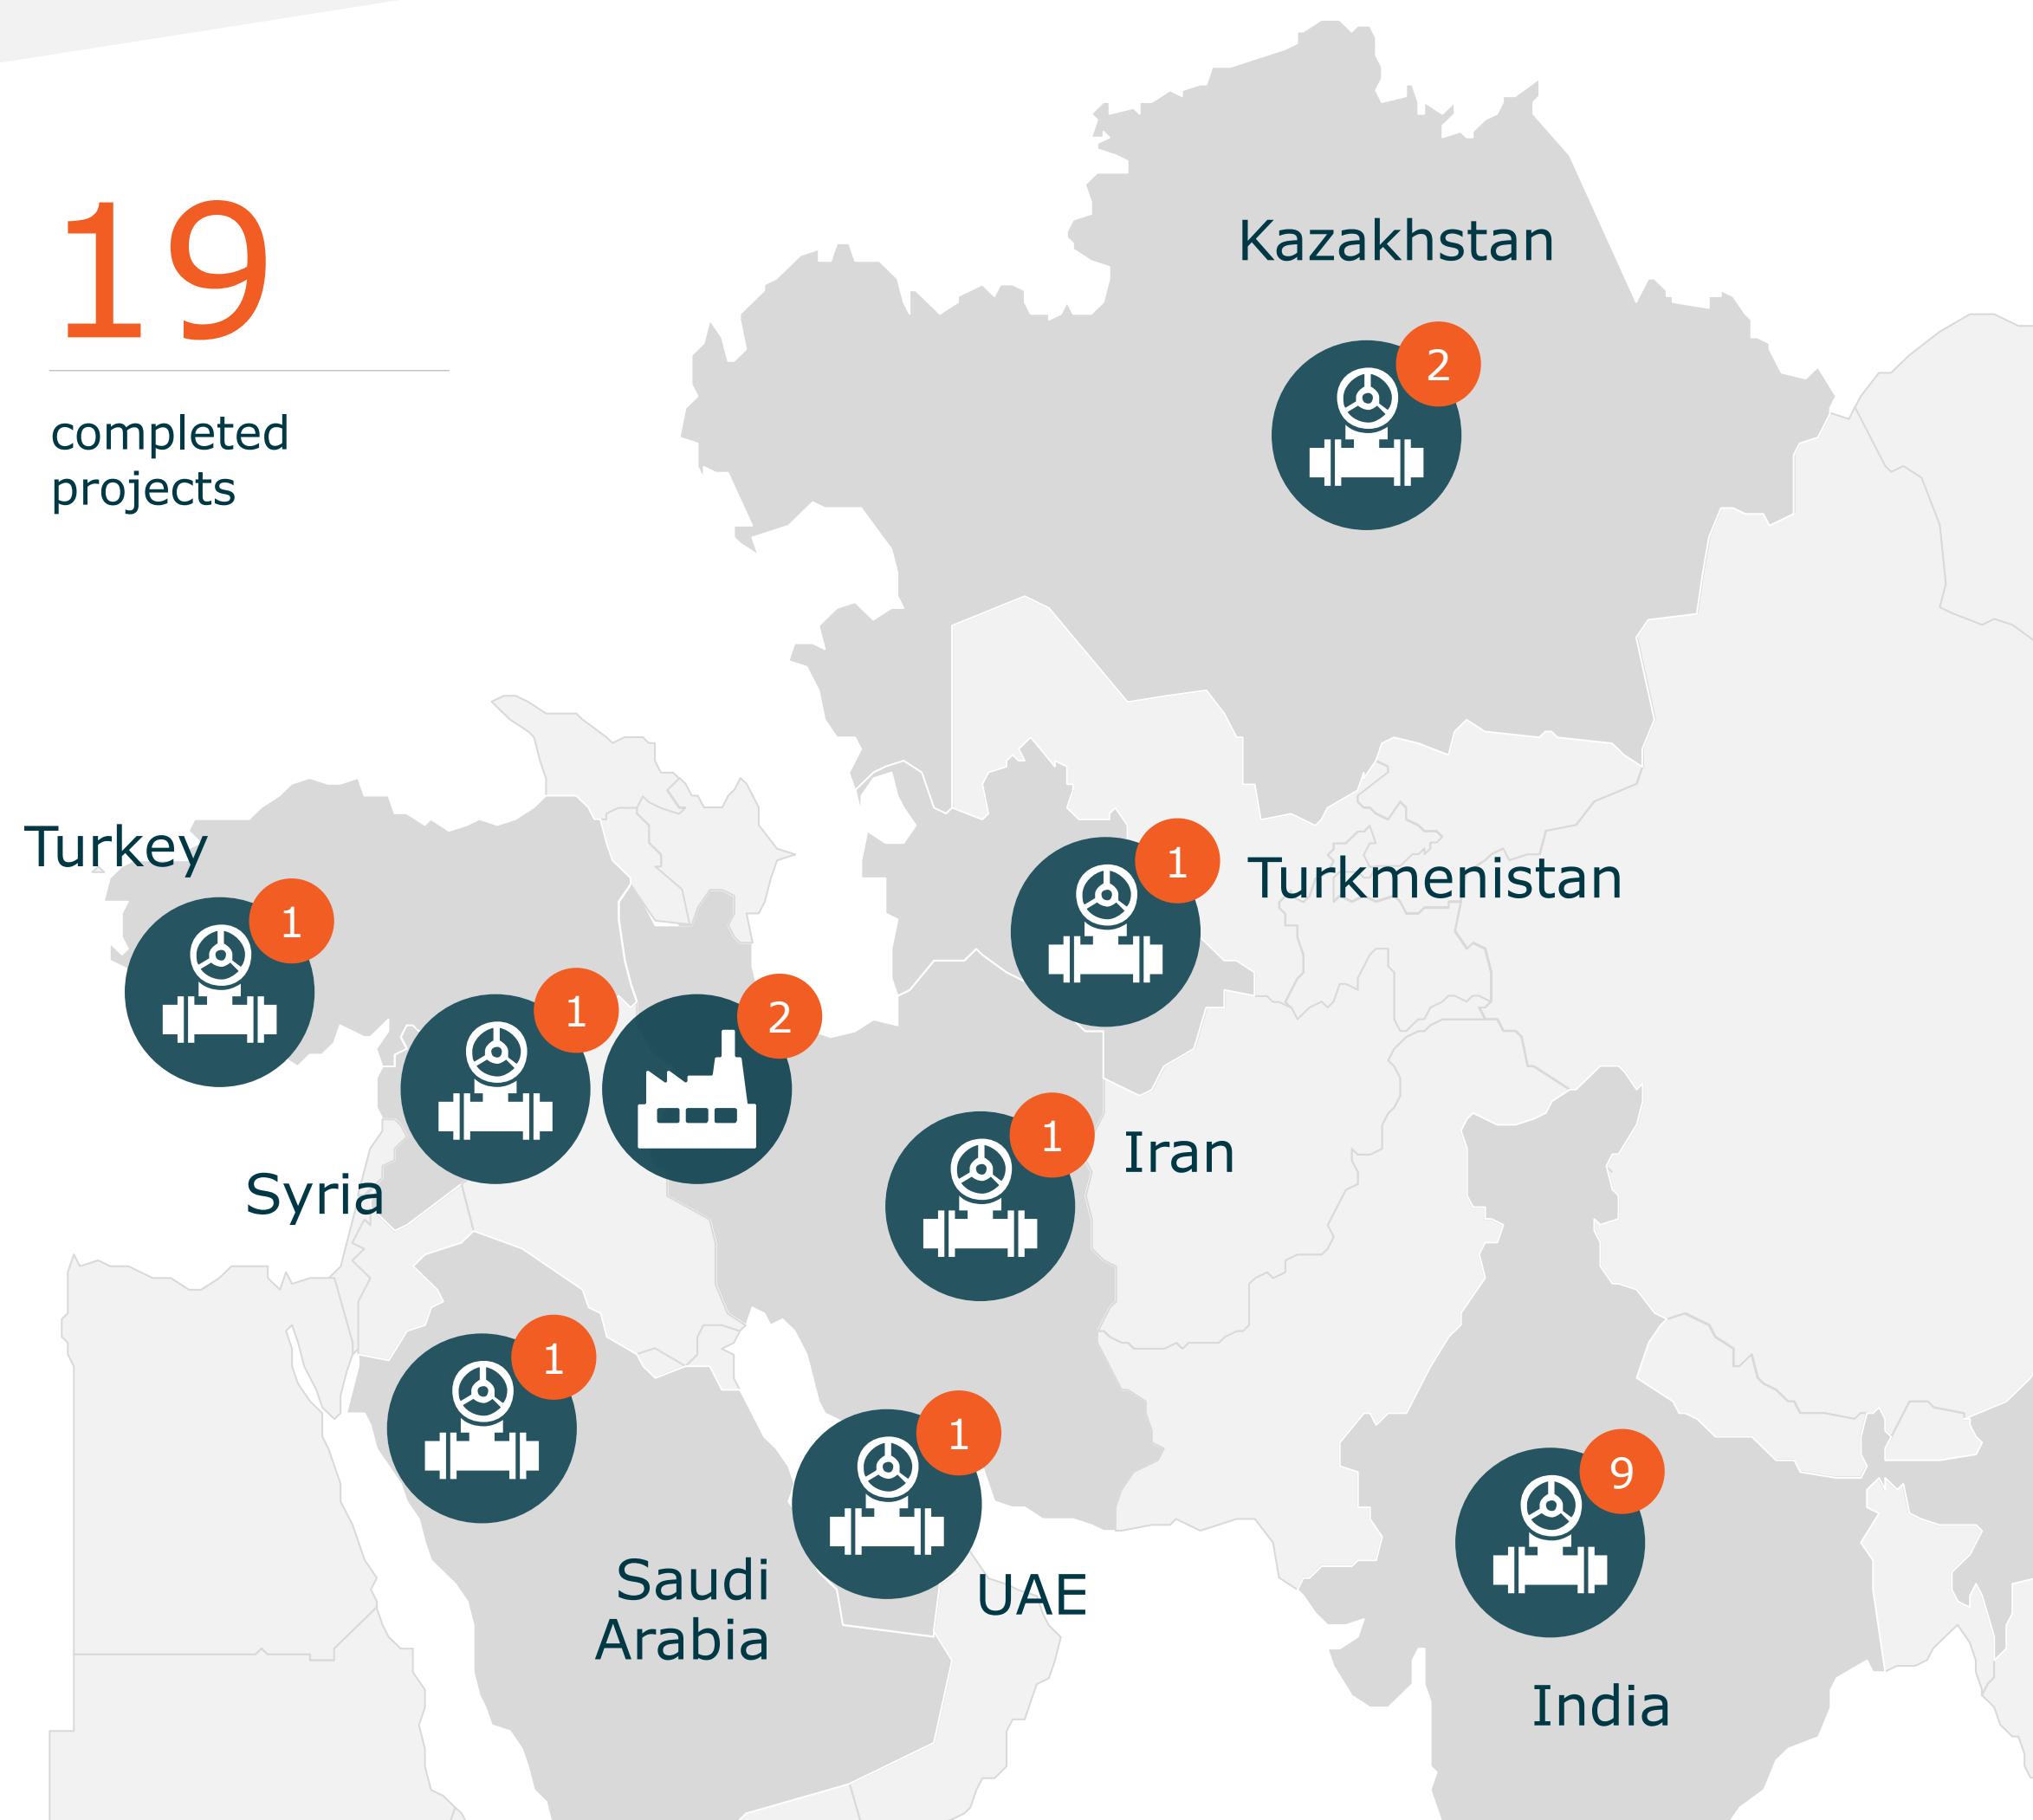 19
completed
projects
Kazakhstan
2
Turkey
1
Turkmenistan
1
1
2
Syria
Iran
1
1
Saudi
Arabia
1
UAE
9
India